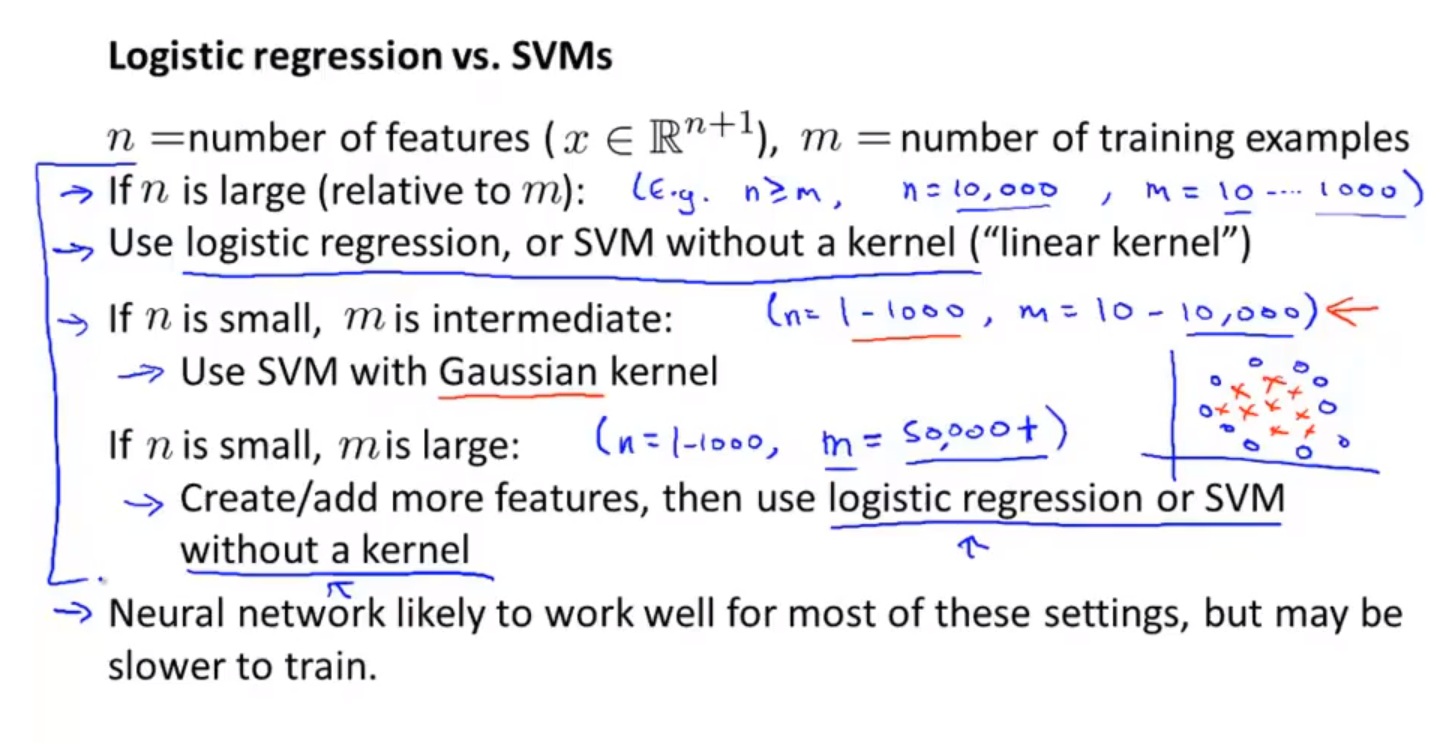 Logistic regression vs. SVMs
n =number of features (x ∈ ℝⁿ⁺¹), m = number of training examples
→ If n is large (relative to m): (E.g. n ≥ m, n = 10,000 , m = 10 .... 1000)
→ Use logistic regression, or SVM without a kernel (“linear kernel”)
→ If n is small, m is intermediate: (n= 1-1000, m = 10 - 10,000) ←
→ Use SVM with Gaussian kernel
If n is small, m is large: (n=1-1000, m = 50,000+)
→ Create/add more features, then use logistic regression or SVM
without a kernel
→ Neural network likely to work well for most of these settings, but may be
slower to train.